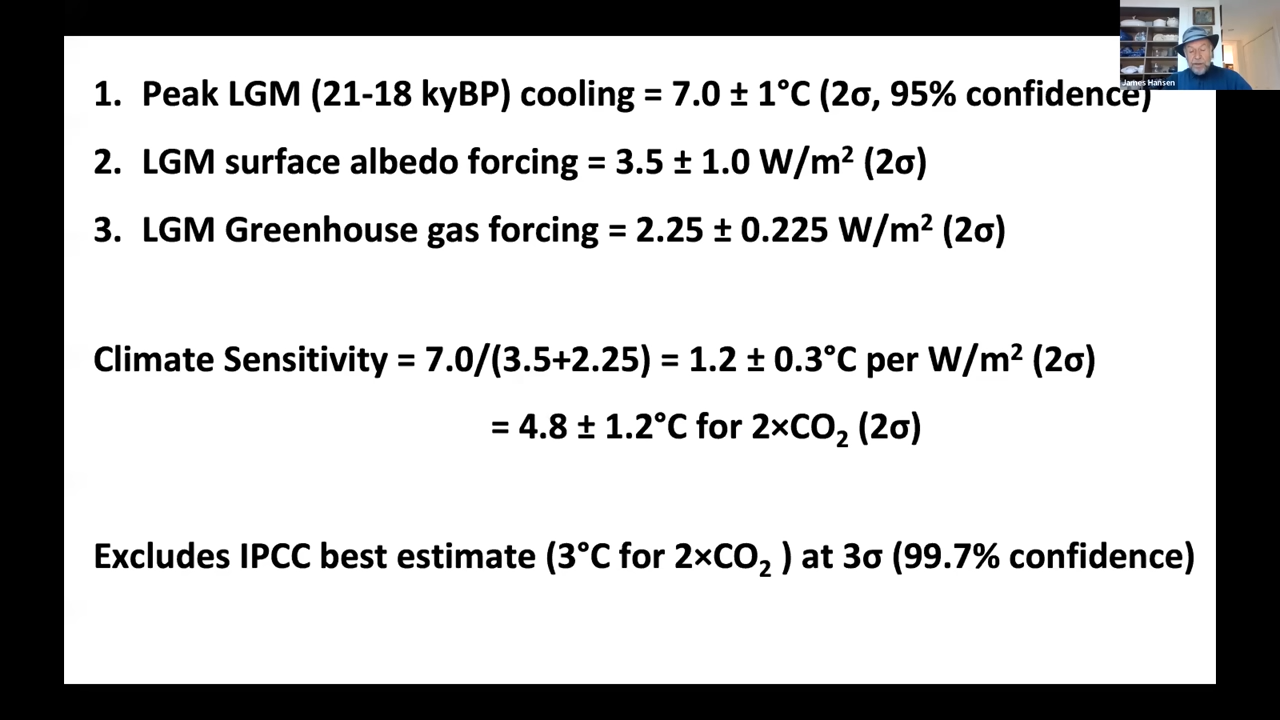 James Hansen
1. Peak LGM (21-18 kyBP) cooling = 7.0 ± 1°C (2σ, 95% confidence)
2. LGM surface albedo forcing = 3.5 ± 1.0 W/m² (2σ)
3. LGM Greenhouse gas forcing = 2.25 ± 0.225 W/m² (2σ)
Climate Sensitivity = 7.0/(3.5+2.25) = 1.2 ± 0.3°C per W/m² (2σ)
= 4.8 ± 1.2°C for 2×CO₂ (2σ)
Excludes IPCC best estimate (3°C for 2×CO₂ ) at 3σ (99.7% confidence)